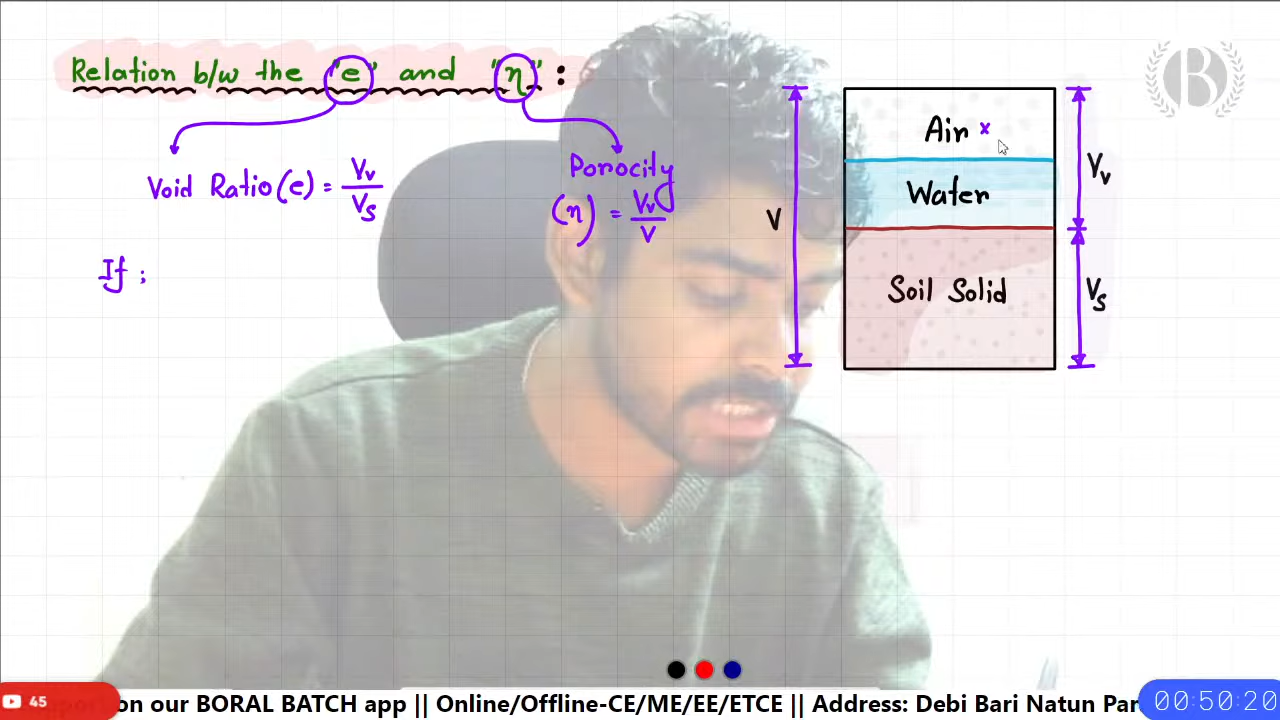 Relation b/w the "e" and "η" :
Void Ratio (e) = Vv/Vs
Porocity
(η) = Vv/V
If ;
Air x
Water
Soil Solid
V
Vv
Vs
B
45
on our BORAL BATCH app || Online/Offline-CE/ME/EE/ETCE || Address: Debi Bari Natun Par
00:50:20